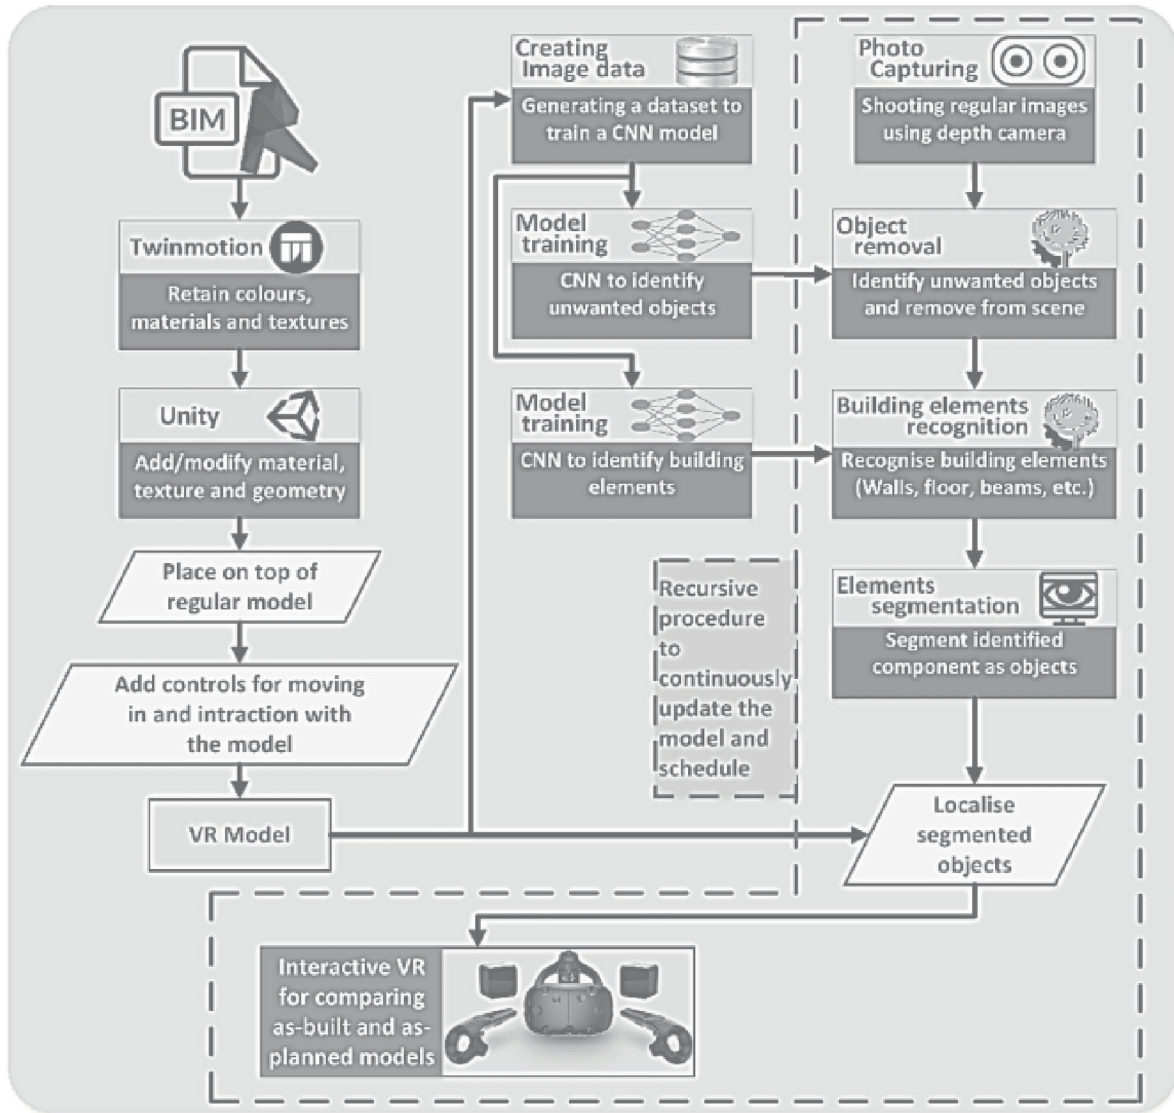 BIM
Twinmotion
Retain colours,
materials and textures
Unity
Add/modify material,
texture and geometry
Place on top of
regular model
Add controls for moving
in and intraction with
the model
VR Model
Creating
Image data
Generating a dataset to
train a CNN model
Model
training
CNN to identify
unwanted objects
Model
training
CNN to identify building
elements
Recursive
procedure
to
continuously
update the
model and
schedule
Photo
Capturing
Shooting regular images
using depth camera
Object
removal
Identify unwanted objects
and remove from scene
Building elements
recognition
Recognise building elements
(Walls, floor, beams, etc.)
Elements
segmentation
Segment identified
component as objects
Localise
segmented
objects
Interactive VR
for comparing
as-built and as-
planned models